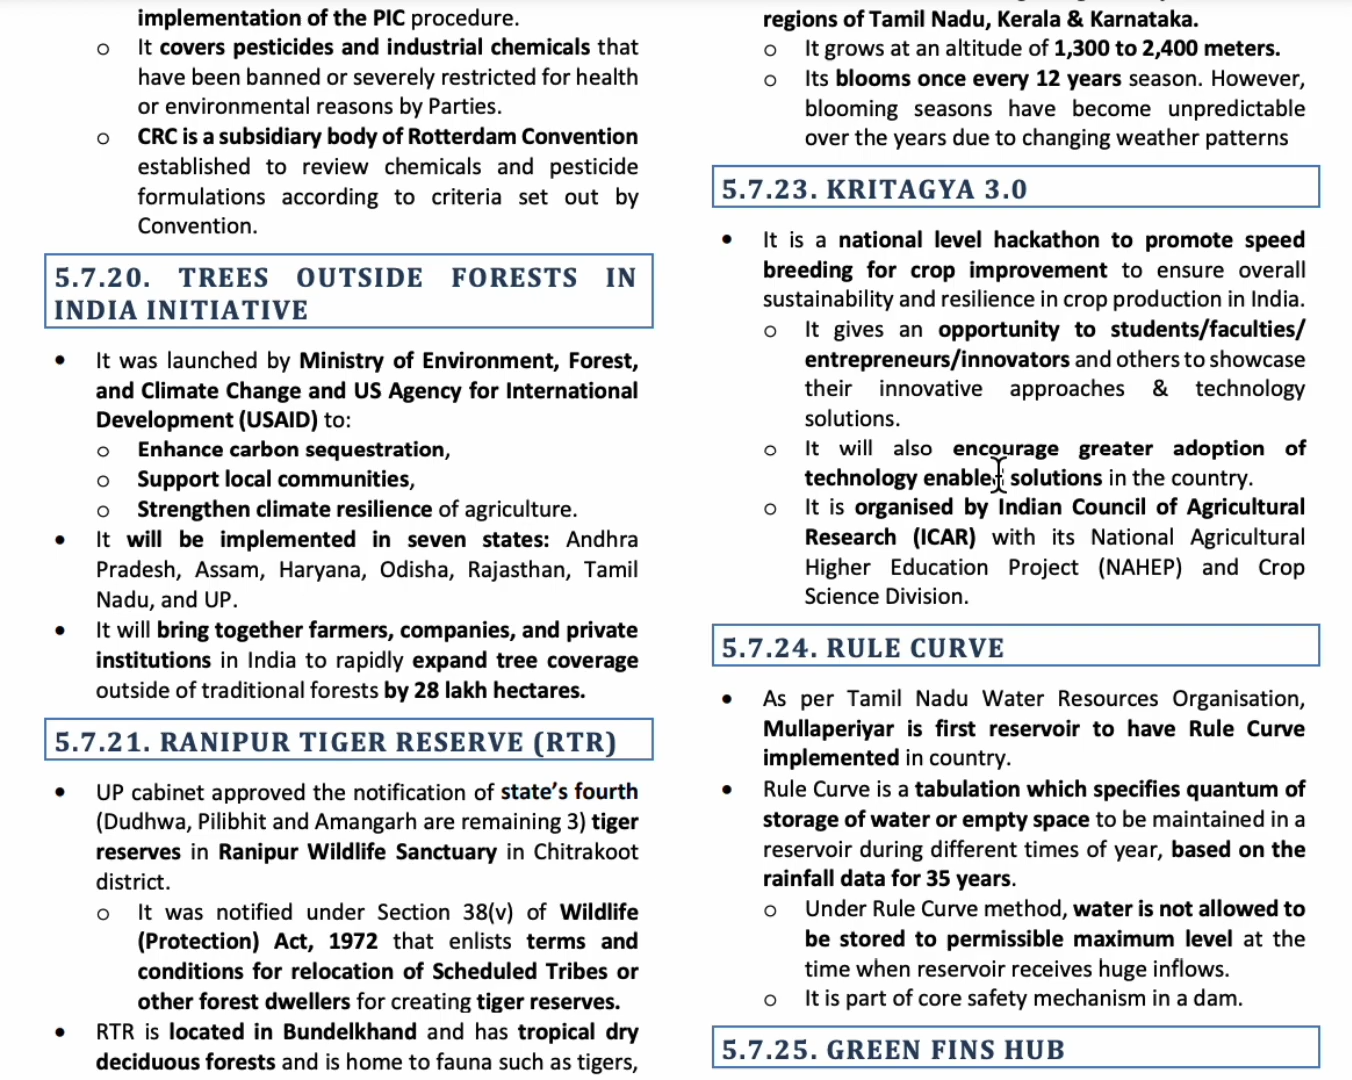 implementation of the PIC procedure.
o It covers pesticides and industrial chemicals that
have been banned or severely restricted for health
or environmental reasons by Parties.
o CRC is a subsidiary body of Rotterdam Convention
established to review chemicals and pesticide
formulations according to criteria set out by
Convention.
5.7.20. TREES OUTSIDE FORESTS IN
INDIA INITIATIVE
• It was launched by Ministry of Environment, Forest,
and Climate Change and US Agency for International
Development (USAID) to:
o Enhance carbon sequestration,
o Support local communities,
o Strengthen climate resilience of agriculture.
• It will be implemented in seven states: Andhra
Pradesh, Assam, Haryana, Odisha, Rajasthan, Tamil
Nadu, and UP.
• It will bring together farmers, companies, and private
institutions in India to rapidly expand tree coverage
outside of traditional forests by 28 lakh hectares.
5.7.21. RANIPUR TIGER RESERVE (RTR)
• UP cabinet approved the notification of state’s fourth
(Dudhwa, Pilibhit and Amangarh are remaining 3) tiger
reserves in Ranipur Wildlife Sanctuary in Chitrakoot
district.
o It was notified under Section 38(v) of Wildlife
(Protection) Act, 1972 that enlists terms and
conditions for relocation of Scheduled Tribes or
other forest dwellers for creating tiger reserves.
• RTR is located in Bundelkhand and has tropical dry
deciduous forests and is home to fauna such as tigers,
regions of Tamil Nadu, Kerala & Karnataka.
o It grows at an altitude of 1,300 to 2,400 meters.
o Its blooms once every 12 years season. However,
blooming seasons have become unpredictable
over the years due to changing weather patterns
5.7.23. KRITAGYA 3.0
• It is a national level hackathon to promote speed
breeding for crop improvement to ensure overall
sustainability and resilience in crop production in India.
o It gives an opportunity to students/faculties/
entrepreneurs/innovators and others to showcase
their innovative approaches & technology
solutions.
o It will also encourage greater adoption of
technology enabled solutions in the country.
o It is organised by Indian Council of Agricultural
Research (ICAR) with its National Agricultural
Higher Education Project (NAHEP) and Crop
Science Division.
5.7.24. RULE CURVE
• As per Tamil Nadu Water Resources Organisation,
Mullaperiyar is first reservoir to have Rule Curve
implemented in country.
• Rule Curve is a tabulation which specifies quantum of
storage of water or empty space to be maintained in a
reservoir during different times of year, based on the
rainfall data for 35 years.
o Under Rule Curve method, water is not allowed to
be stored to permissible maximum level at the
time when reservoir receives huge inflows.
o It is part of core safety mechanism in a dam.
5.7.25. GREEN FINS HUB